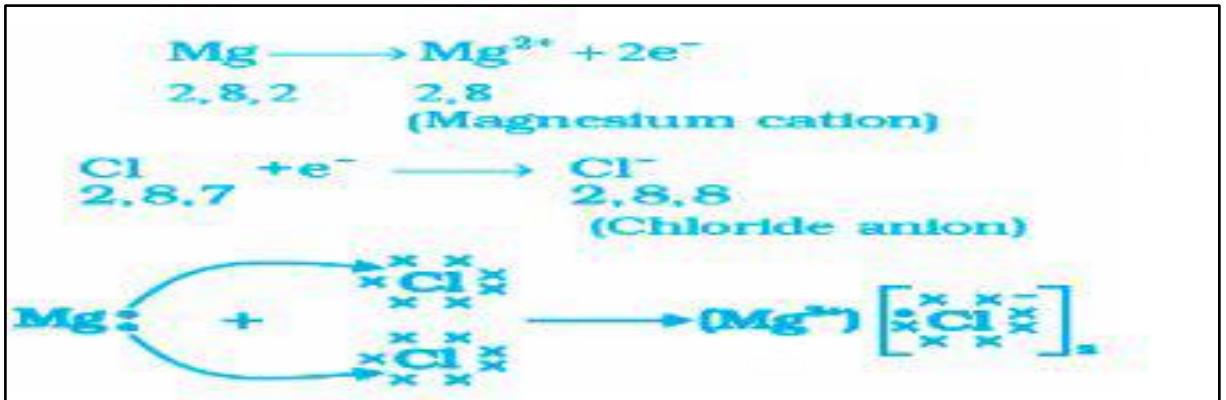 Mg ⟶ Mg²⁺ + 2e⁻
2,8,2 2,8
(Magnesium cation)
Cl +e⁻ ⟶ Cl⁻
2,8,7 2,8,8
(Chloride anion)
Mg: + Cl Cl ⟶ (Mg²⁺) [Cl⁻]₂